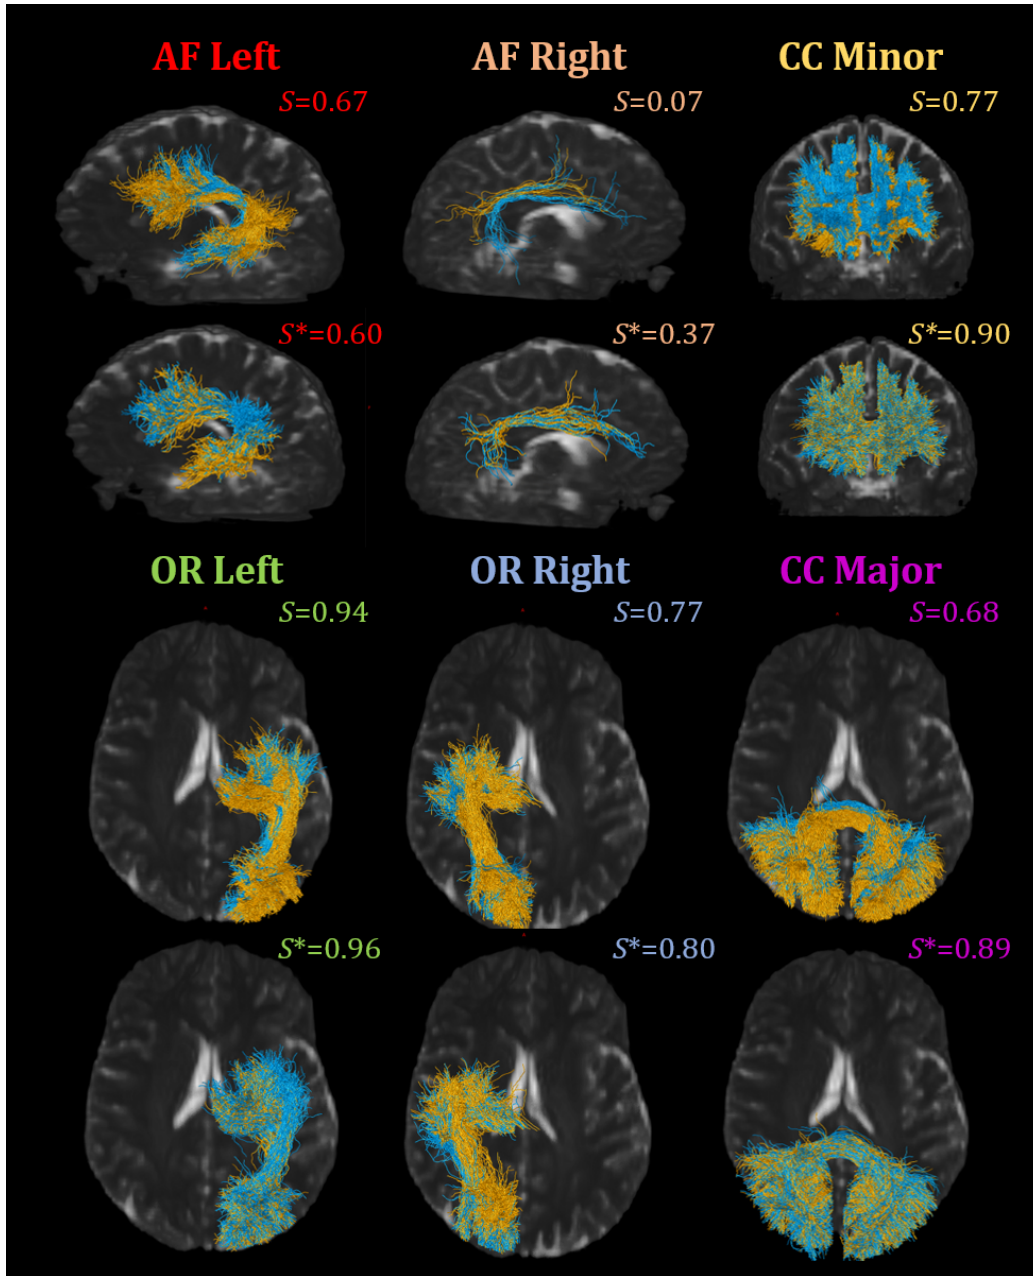 AF Left AF Right CC Minor
S=0.67 S=0.07 S=0.77
S*=0.60 S*=0.37 S*=0.90
OR Left OR Right CC Major
S=0.94 S=0.77 S=0.68
S*=0.96 S*=0.80 S*=0.89